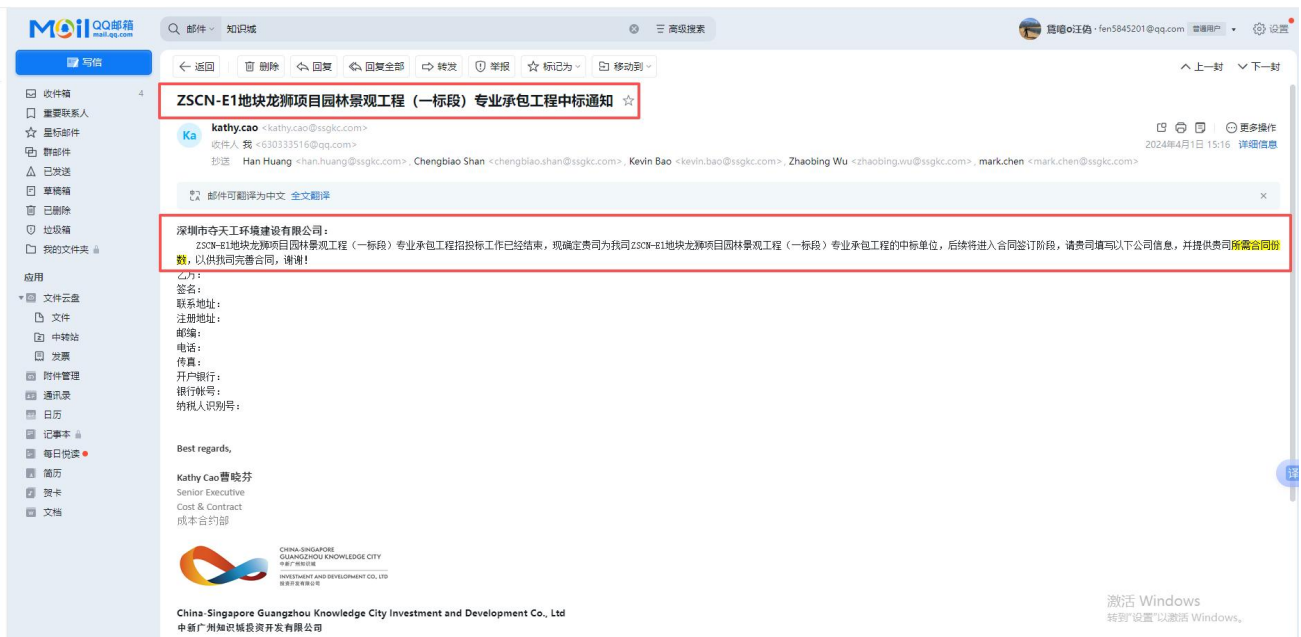 Mail QQ邮箱 mail.qq.com
邮件 知识城 高级搜索
fen5845201@qq.com 普通用户 设置
写信
返回 删除 回复 回复全部 转发 举报 标记为 移动到 上一封 下一封
收件箱 4
重要联系人
星标邮件
群邮件
已发送
草稿箱
已删除
垃圾箱
我的文件夹
应用
文件云盘
文件
中转站
发票
附件管理
通讯录
日历
记事本
每日悦读
简历
贺卡
文档
ZSCN-E1地块龙狮项目园林景观工程（一标段）专业承包工程中标通知
Ka
kathy.cao <kathy.cao@ssgkc.com> 更多操作
收件人 我 <630333516@qq.com> 2024年4月1日 15:16 详细信息
抄送 Han Huang <han.huang@ssgkc.com>, Chengbiao Shan <chengbiao.shan@ssgkc.com>, Kevin Bao <kevin.bao@ssgkc.com>, Zhaobing Wu <zhaobing.wu@ssgkc.com>, mark.chen <mark.chen@ssgkc.com>
邮件可翻译为中文 全文翻译
深圳市夺天工环境建设有限公司：
ZSCN-E1地块龙狮项目园林景观工程（一标段）专业承包工程招投标工作已经结束，现确定贵司为我司ZSCN-E1地块龙狮项目园林景观工程（一标段）专业承包工程的中标单位，后续将进入合同签订阶段，请贵司填写以下公司信息，并提供贵司所需合同份
数，以供我司完善合同，谢谢！
乙方：
签名：
联系地址：
注册地址：
邮编：
电话：
传真：
开户银行：
银行帐号：
纳税人识别号：
Best regards,
Kathy Cao曹晓芬
Senior Executive
Cost & Contract
成本合约部
CHINA-SINGAPORE
GUANGZHOU KNOWLEDGE CITY
中新广州知识城
INVESTMENT AND DEVELOPMENT CO., LTD
投资开发有限公司
China-Singapore Guangzhou Knowledge City Investment and Development Co., Ltd
中新广州知识城投资开发有限公司
译
激活 Windows
转到"设置"以激活 Windows。